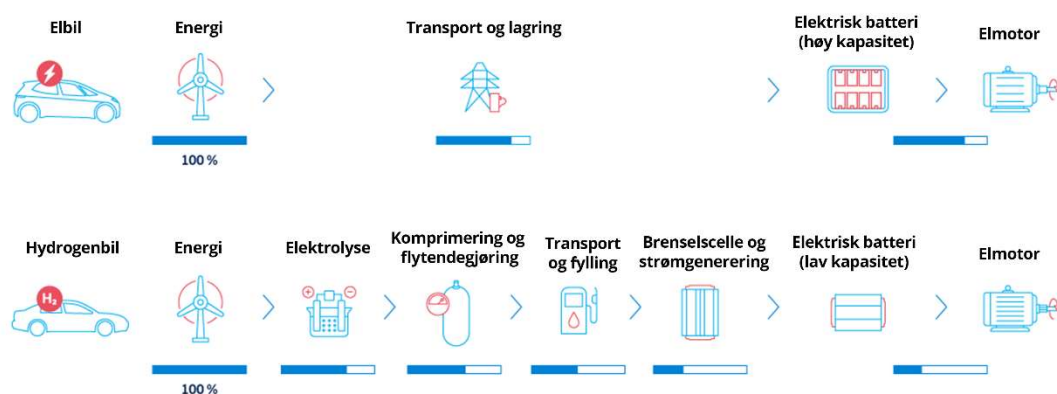 Elbil
Energi
Transport og lagring
Elektrisk batteri
(høy kapasitet)
Elmotor
100 %
Hydrogenbil
Energi
Elektrolyse
Komprimering og
flytendegjøring
Transport
og fylling
Brenselscelle og
strømgenerering
Elektrisk batteri
(lav kapasitet)
Elmotor
H₂
100 %